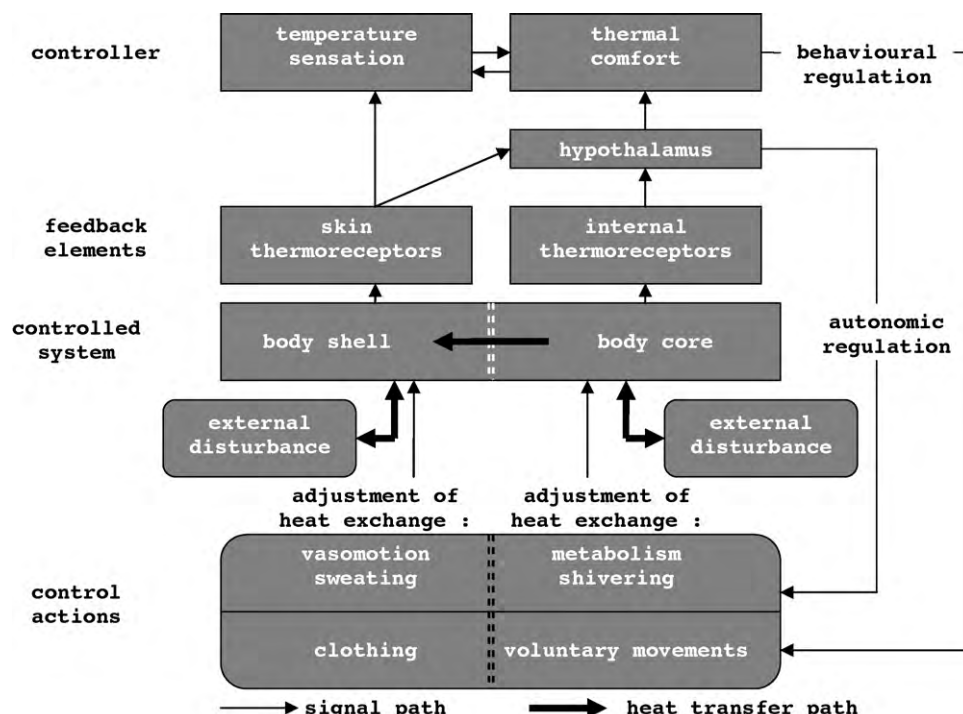 controller
temperature
sensation
thermal
comfort
behavioural
regulation
hypothalamus
feedback
elements
skin
thermoreceptors
internal
thermoreceptors
controlled
system
body shell
body core
autonomic
regulation
external
disturbance
external
disturbance
adjustment of
heat exchange :
adjustment of
heat exchange :
control
actions
vasomotion
sweating
metabolism
shivering
clothing
voluntary movements
signal path
heat transfer path